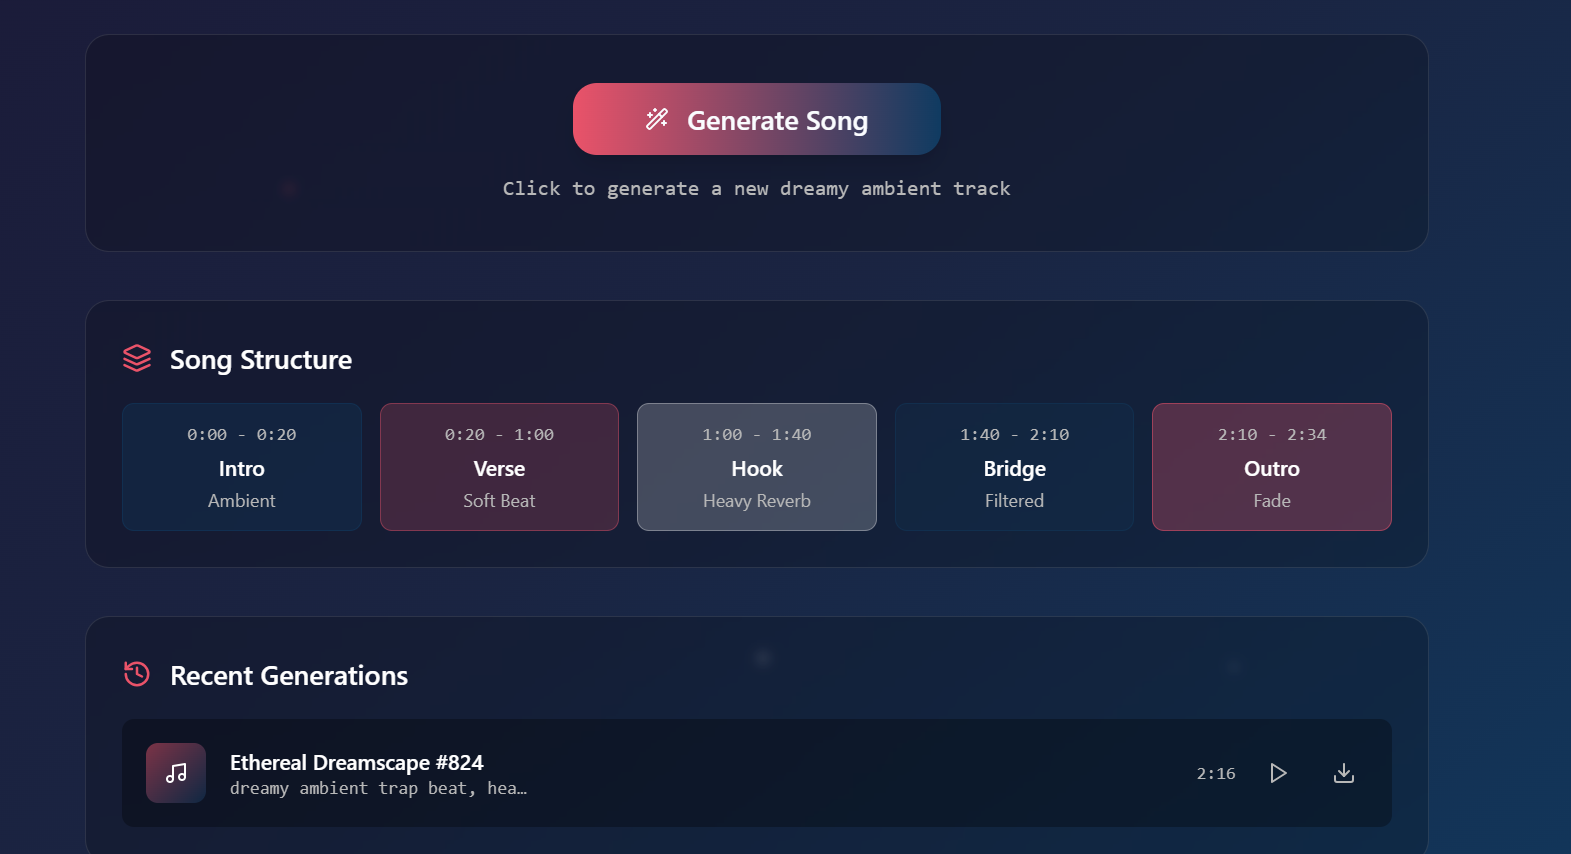 Generate Song
Click to generate a new dreamy ambient track
Song Structure
0:00 - 0:20
Intro
Ambient
0:20 - 1:00
Verse
Soft Beat
1:00 - 1:40
Hook
Heavy Reverb
1:40 - 2:10
Bridge
Filtered
2:10 - 2:34
Outro
Fade
Recent Generations
Ethereal Dreamscape #824
dreamy ambient trap beat, hea…
2:16